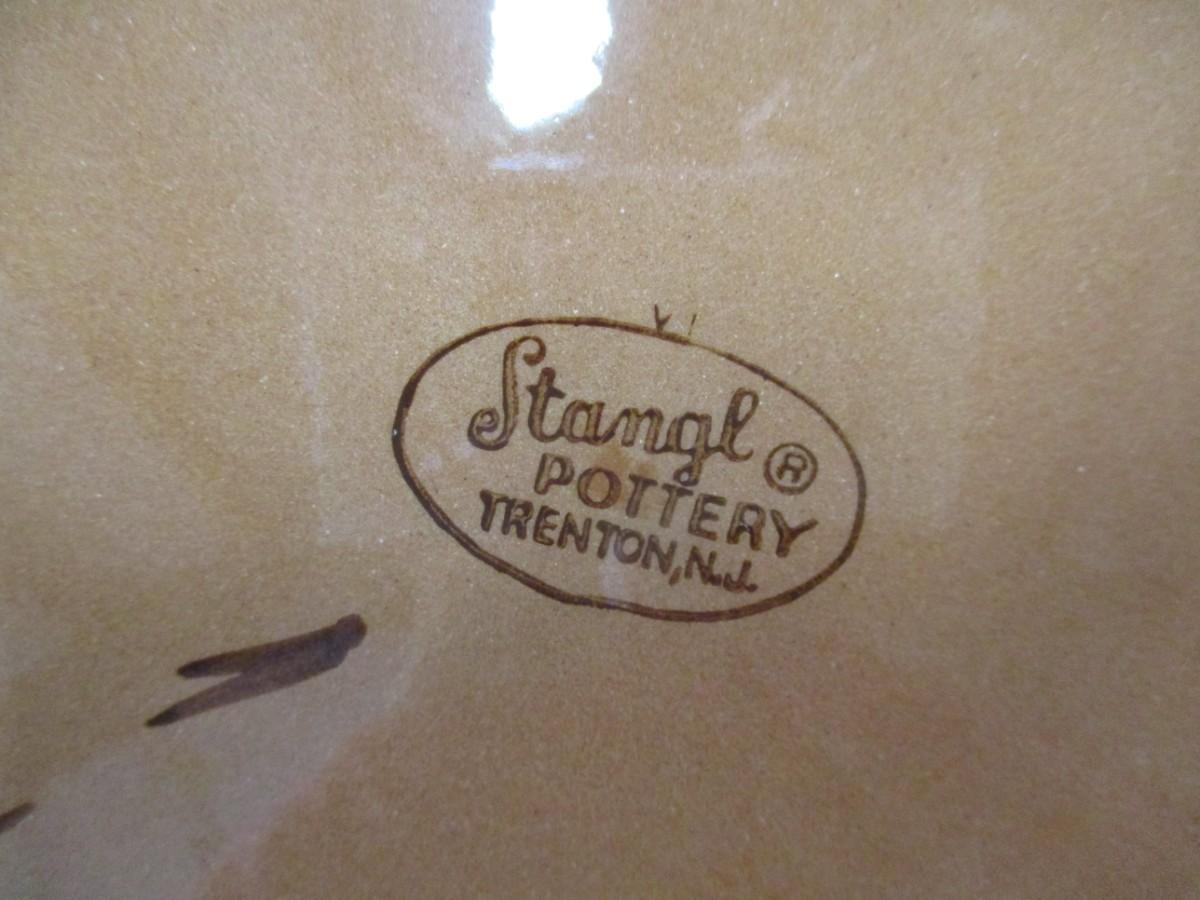 Stangl ®
POTTERY
TRENTON, N.J.